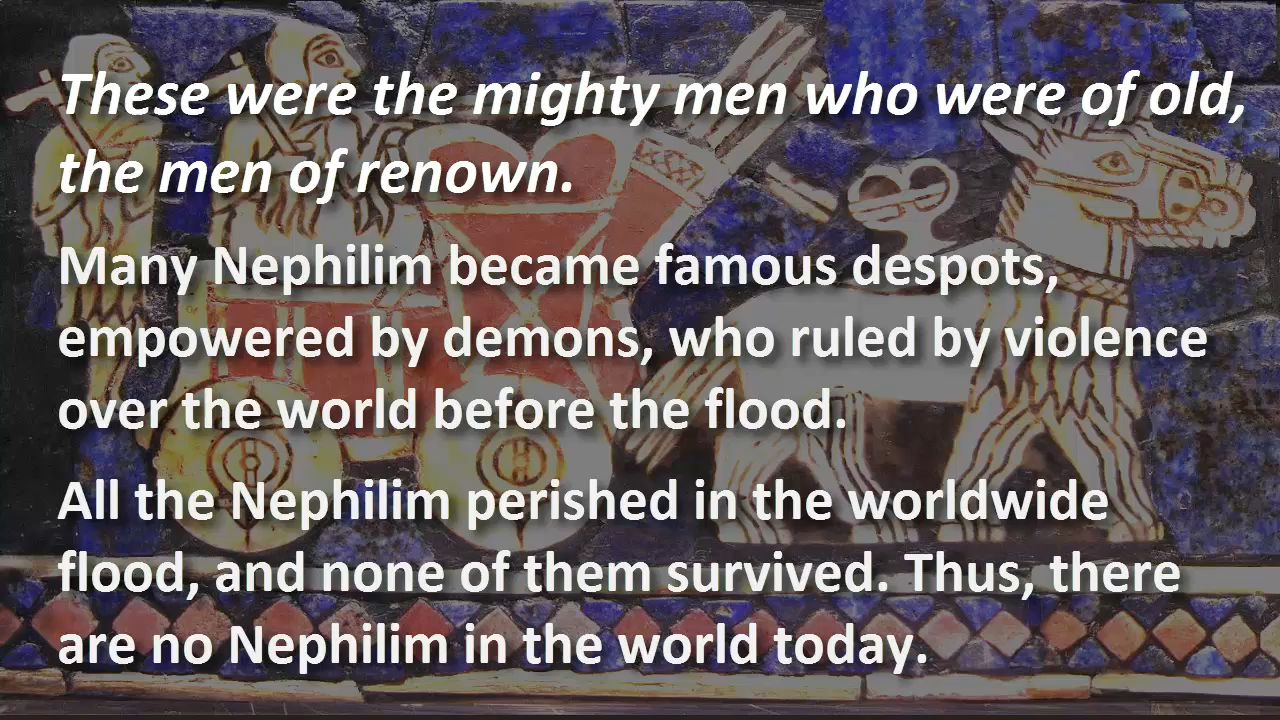 These were the mighty men who were of old,
the men of renown.
Many Nephilim became famous despots,
empowered by demons, who ruled by violence
over the world before the flood.
All the Nephilim perished in the worldwide
flood, and none of them survived. Thus, there
are no Nephilim in the world today.